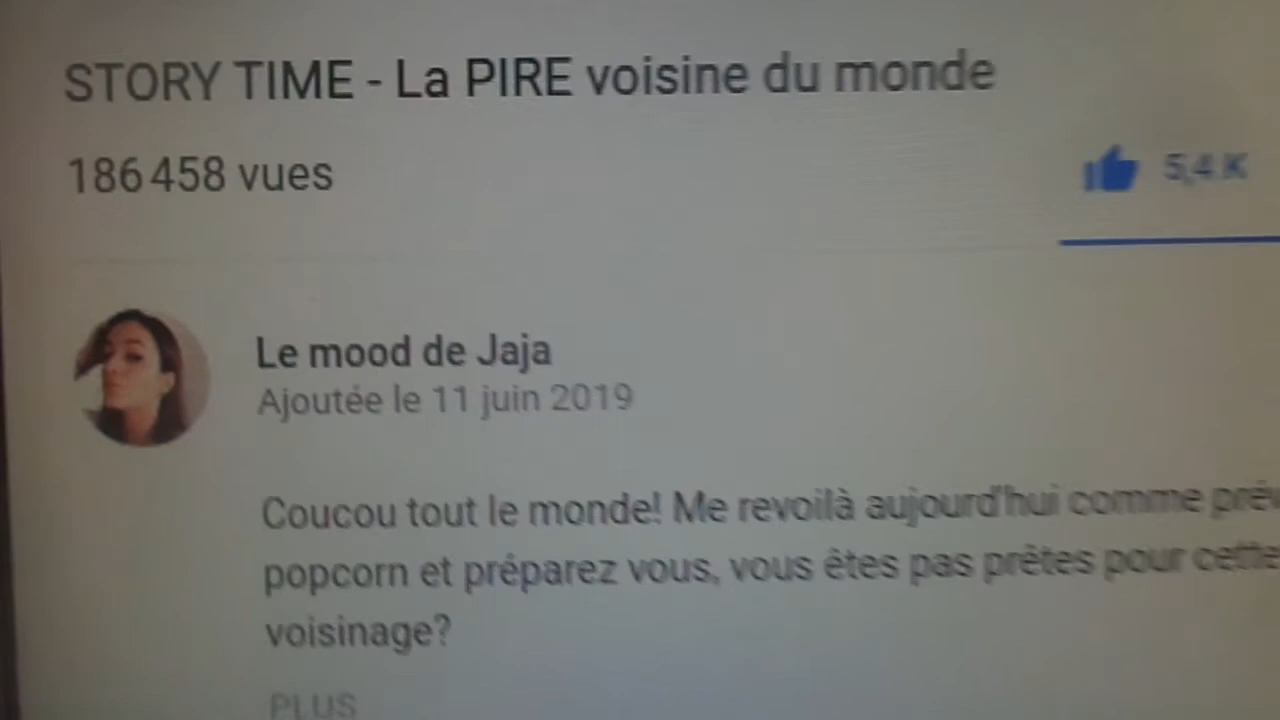 STORY TIME - La PIRE voisine du monde
186 458 vues
5,4 K
Le mood de Jaja
Ajoutée le 11 juin 2019
Coucou tout le monde! Me revoilà aujourd'hui comme
popcorn et préparez vous, vous êtes pas prêtes pour cette
voisinage?
PLUS